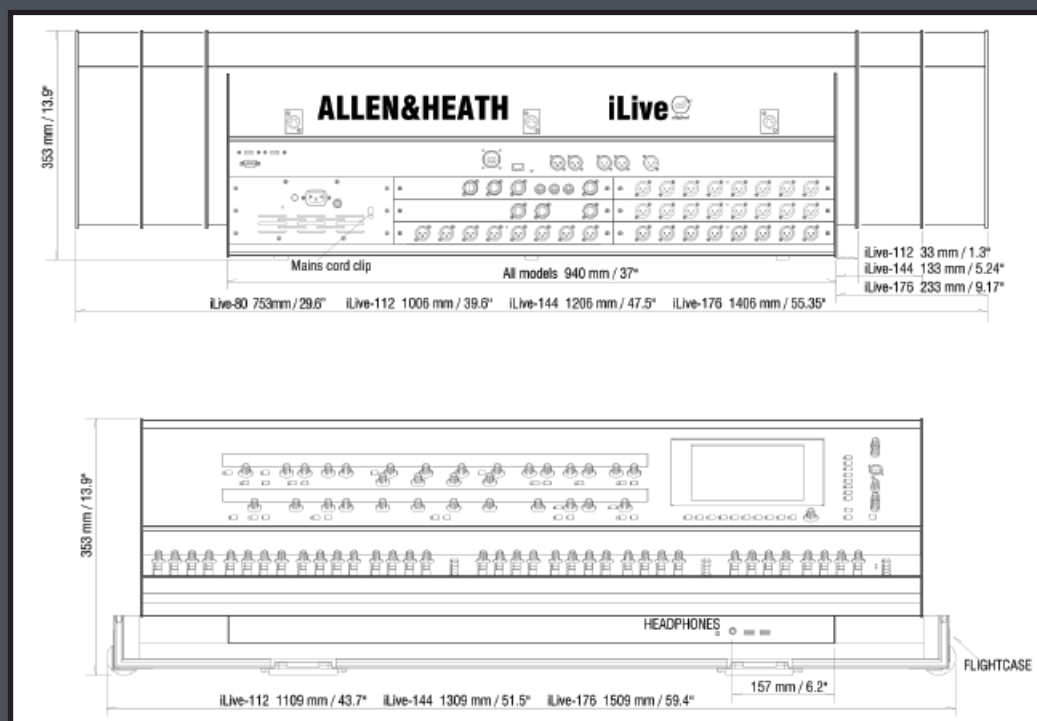 353 mm / 13.9"
ALLEN&HEATH iLive
Mains cord clip
All models 940 mm / 37"
iLive-112 33 mm / 1.3"
iLive-144 133 mm / 5.24"
iLive-176 233 mm / 9.17"
iLive-80 753mm / 29.6" iLive-112 1006 mm / 39.6" iLive-144 1206 mm / 47.5" iLive-176 1406 mm / 55.35"
353 mm / 13.9"
HEADPHONES
FLIGHTCASE
157 mm / 6.2"
iLive-112 1109 mm / 43.7" iLive-144 1309 mm / 51.5" iLive-176 1509 mm / 59.4"